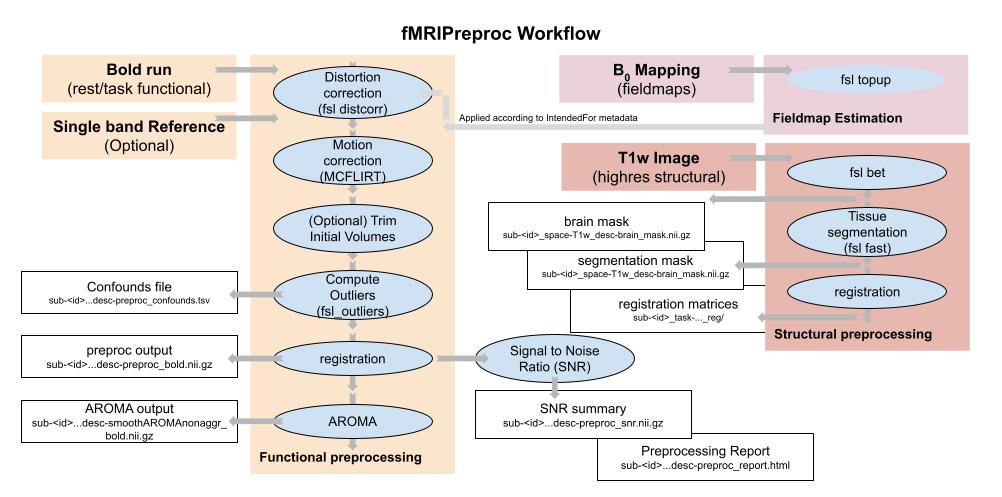 fMRIPreproc Workflow
Bold run
(rest/task functional)
Single band Reference
(Optional)
Distortion
correction
(fsl distcorr)
Motion
correction
(MCFLIRT)
(Optional) Trim
Initial Volumes
Compute
Outliers
(fsl_outliers)
registration
AROMA
Functional preprocessing
Confounds file
sub-<id>...desc-preproc_confounds.tsv
preproc output
sub-<id>...desc-preproc_bold.nii.gz
AROMA output
sub-<id>...desc-smoothAROMAnonaggr_
bold.nii.gz
B0 Mapping
(fieldmaps)
fsl topup
Fieldmap Estimation
Applied according to IntendedFor metadata
T1w Image
(highres structural)
fsl bet
Tissue
segmentation
(fsl fast)
registration
Structural preprocessing
brain mask
sub-<id>_space-T1w_desc-brain_mask.nii.gz
segmentation mask
sub-<id>_space-T1w_desc-brain_mask.nii.gz
registration matrices
sub-<id>_task-..._reg/
Signal to Noise
Ratio (SNR)
SNR summary
sub-<id>...desc-preproc_snr.nii.gz
Preprocessing Report
sub-<id>...desc-preproc_report.html